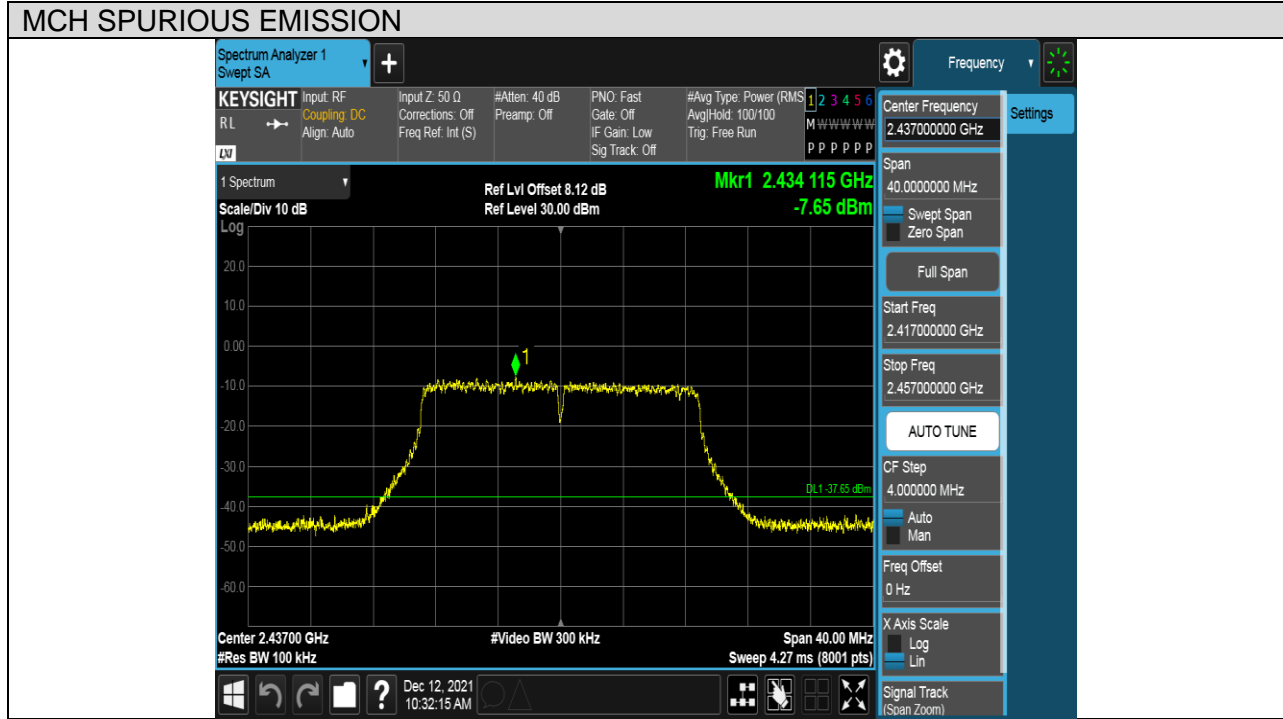 MCH SPURIOUS EMISSION
Spectrum Analyzer 1
Swept SA
+
Frequency
KEYSIGHT
RL
LXI
Input: RF
Coupling: DC
Align: Auto
Input Z: 50 Ω
Corrections: Off
Freq Ref: Int (S)
#Atten: 40 dB
Preamp: Off
PNO: Fast
Gate: Off
IF Gain: Low
Sig Track: Off
#Avg Type: Power (RMS
Avg|Hold: 100/100
Trig: Free Run
1 2 3 4 5 6
M W W W W W
P P P P P P
Center Frequency
2.437000000 GHz
Settings
Span
40.0000000 MHz
Swept Span
Zero Span
Full Span
Start Freq
2.417000000 GHz
Stop Freq
2.457000000 GHz
AUTO TUNE
CF Step
4.000000 MHz
Auto
Man
Freq Offset
0 Hz
X Axis Scale
Log
Lin
Signal Track
(Span Zoom)
1 Spectrum
Scale/Div 10 dB
Log
Ref Lvl Offset 8.12 dB
Ref Level 30.00 dBm
Mkr1 2.434 115 GHz
-7.65 dBm
20.0
10.0
0.00
1
-10.0
-20.0
-30.0
DL1 -37.65 dBm
-40.0
-50.0
-60.0
Center 2.43700 GHz
#Res BW 100 kHz
#Video BW 300 kHz
Span 40.00 MHz
Sweep 4.27 ms (8001 pts)
?
Dec 12, 2021
10:32:15 AM